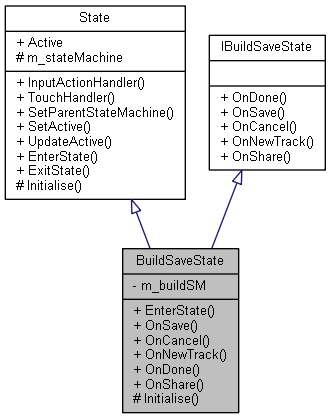 State
+ Active
# m_stateMachine
+ InputActionHandler()
+ TouchHandler()
+ SetParentStateMachine()
+ SetActive()
+ UpdateActive()
+ EnterState()
+ ExitState()
# Initialise()
IBuildSaveState
+ OnDone()
+ OnSave()
+ OnCancel()
+ OnNewTrack()
+ OnShare()
BuildSaveState
- m_buildSM
+ EnterState()
+ OnSave()
+ OnCancel()
+ OnNewTrack()
+ OnDone()
+ OnShare()
# Initialise()